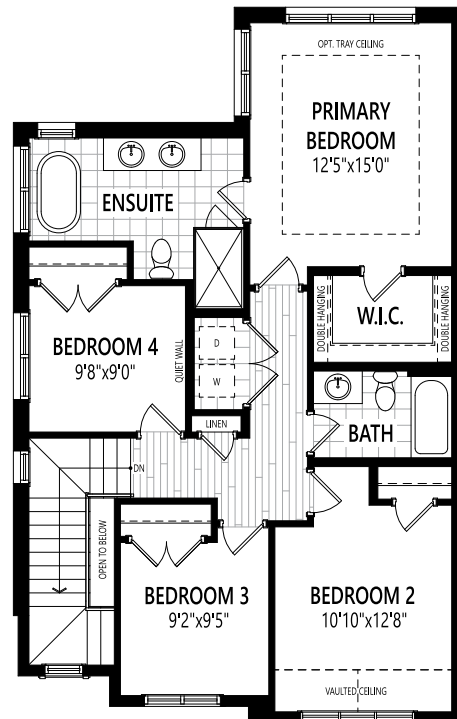 OPT. TRAY CEILING
PRIMARY
BEDROOM
12'5"x15'0"
ENSUITE
DOUBLE HANGING
W.I.C.
DOUBLE HANGING
BEDROOM 4
9'8"x9'0"
QUIET WALL
D
W
LINEN
BATH
DN
OPEN TO BELOW
BEDROOM 3
9'2"x9'5"
BEDROOM 2
10'10"x12'8"
VAULTED CEILING